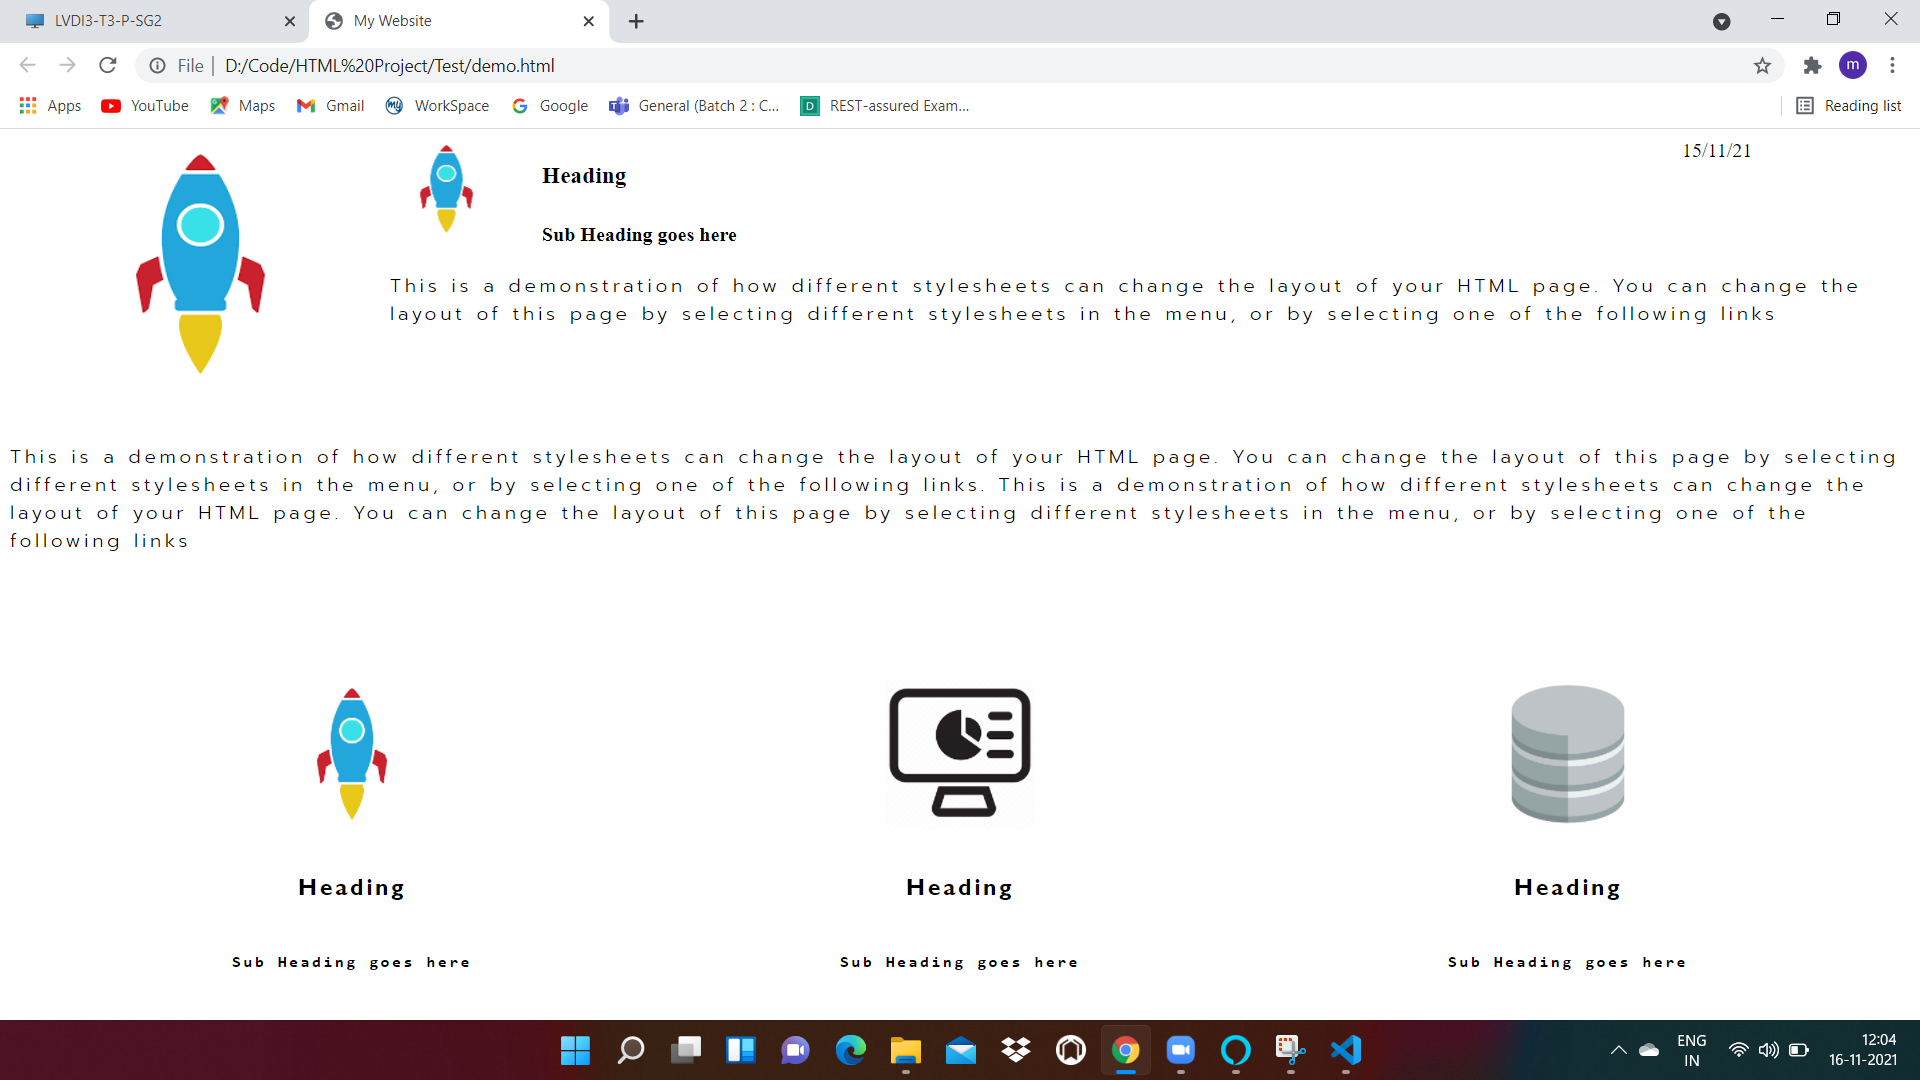 LVDI3-T3-P-SG2
My Website
File
D:/Code/HTML%20Project/Test/demo.html
m
Apps
YouTube
Maps
my
WorkSpace
Gmail
Google
General (Batch 2 : C...
D
REST-assured Exam...
Reading list
15/11/21
Heading
Sub Heading goes here
This is a demonstration of how different stylesheets can change the layout of your HTML page. You can change the
layout of this page by selecting different stylesheets in the menu, or by selecting one of the following links
This is a demonstration of how different stylesheets can change the layout of your HTML page. You can change the layout of this page by selecting
different stylesheets in the menu, or by selecting one of the following links. This is a demonstration of how different stylesheets can change the
layout of your HTML page. You can change the layout of this page by selecting different stylesheets in the menu, or by selecting one of the
following links
Heading
Sub Heading goes here
Heading
Sub Heading goes here
Heading
Sub Heading goes here
ENG
IN
12:04
16-11-2021